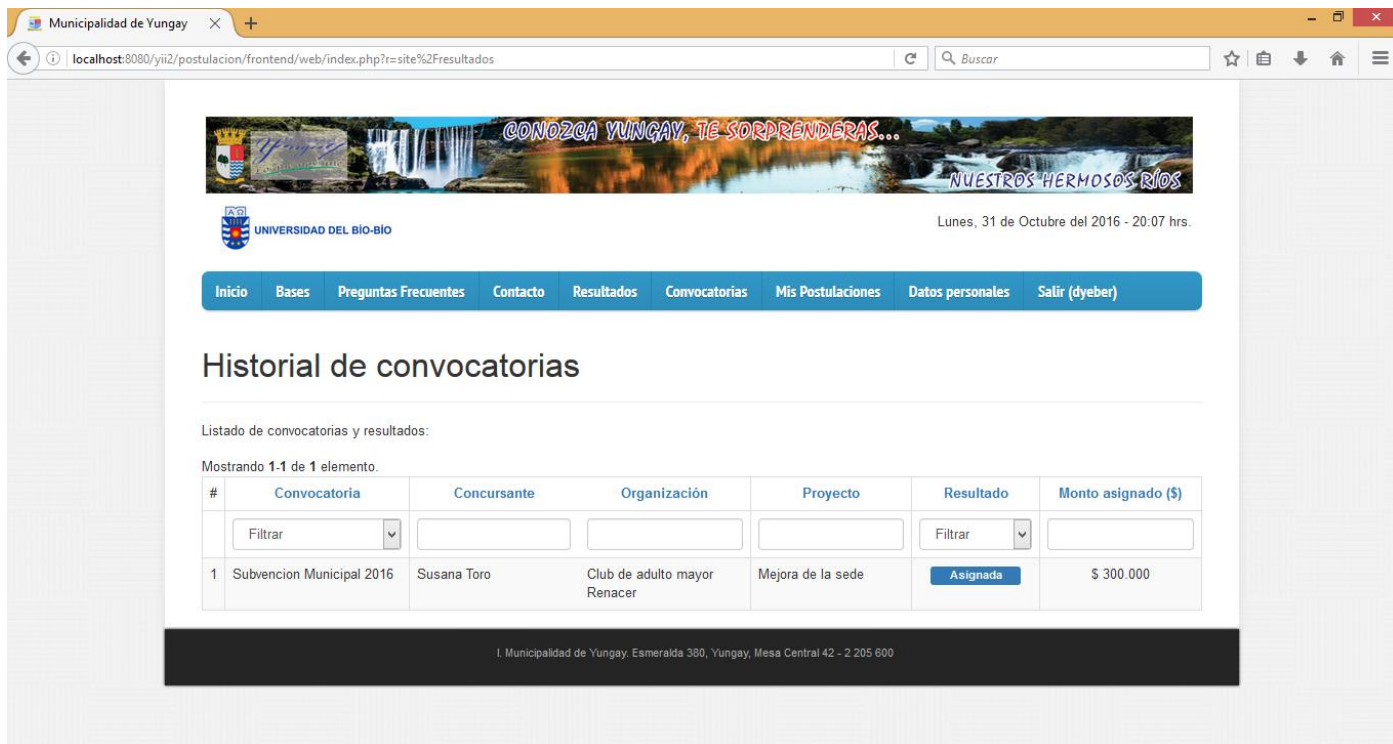 Municipalidad de Yungay
localhost:8080/yii2/postulacion/frontend/web/index.php?r=site%2Fresultados
Buscar
CONOZCA YUNGAY, TE SORPRENDERAS...
Yungay
NUESTROS HERMOSOS RÍOS
UNIVERSIDAD DEL BÍO-BÍO
Lunes, 31 de Octubre del 2016 - 20:07 hrs.
Inicio Bases Preguntas Frecuentes Contacto Resultados Convocatorias Mis Postulaciones Datos personales Salir (dyeber)
Historial de convocatorias
Listado de convocatorias y resultados:
Mostrando 1-1 de 1 elemento.
# Convocatoria Concursante Organización Proyecto Resultado Monto asignado ($)
Filtrar Filtrar
1 Subvencion Municipal 2016 Susana Toro Club de adulto mayor Mejora de la sede Asignada $ 300.000
Renacer
I. Municipalidad de Yungay. Esmeralda 380, Yungay, Mesa Central 42 - 2 205 600